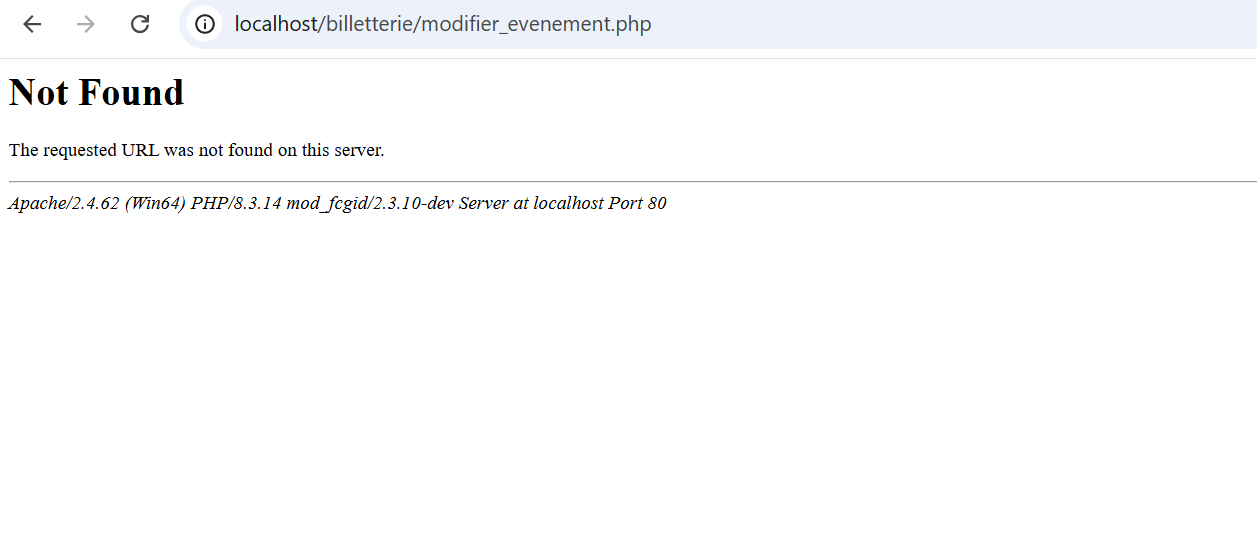 localhost/billetterie/modifier_evenement.php
Not Found
The requested URL was not found on this server.
Apache/2.4.62 (Win64) PHP/8.3.14 mod_fcgid/2.3.10-dev Server at localhost Port 80